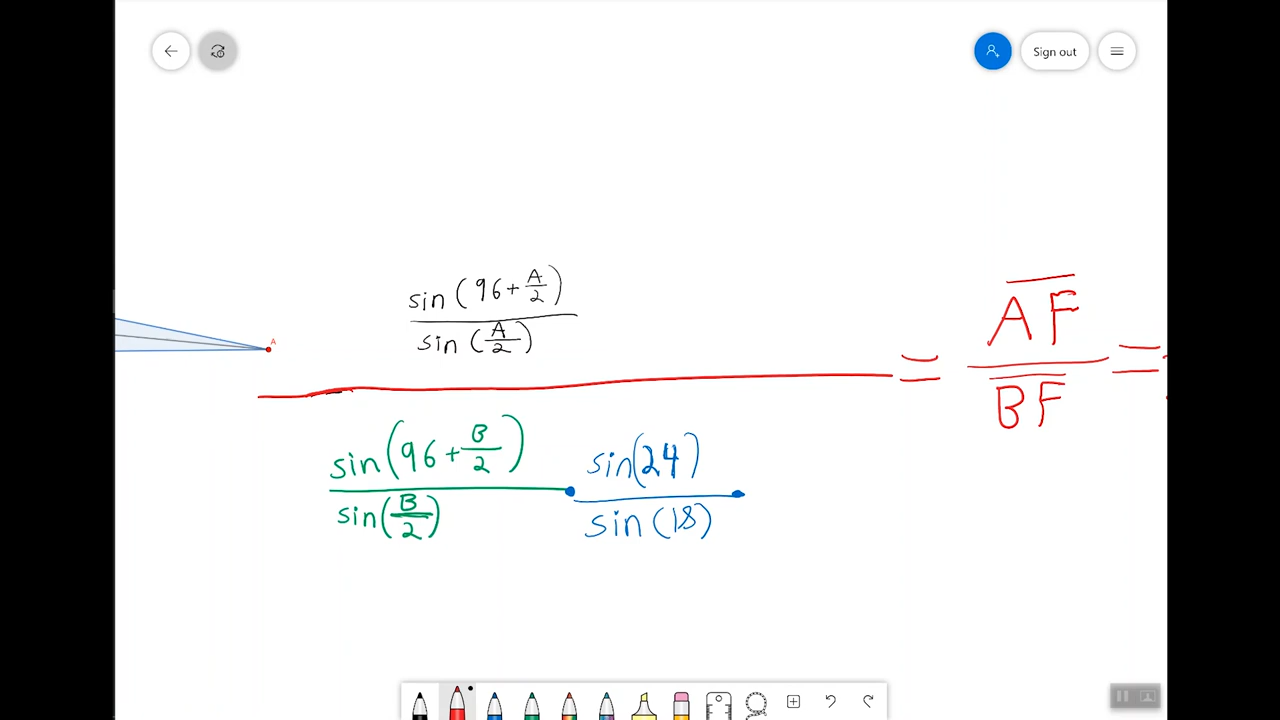 Sign out
A
sin(96+A/2)
sin(A/2)
= AF/BF =
sin(96+B/2)
sin(B/2)
sin(24)
sin(18)